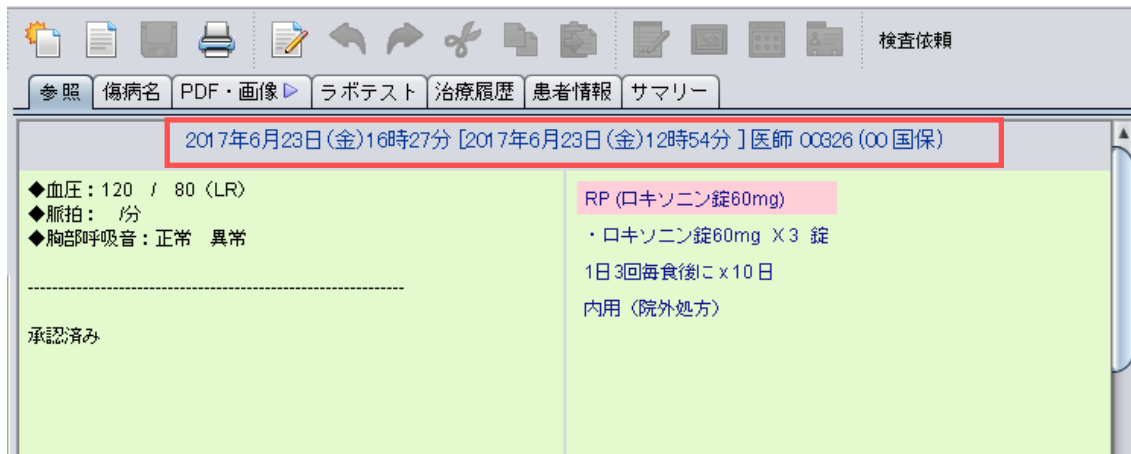 検査依頼
参照 傷病名 PDF・画像 ラボテスト 治療履歴 患者情報 サマリー
2017年6月23日(金)16時27分 [2017年6月23日(金)12時54分 ] 医師 00326 (00 国保)
◆血圧：120 / 80（LR）
◆脈拍： /分
◆胸部呼吸音：正常 異常
------------------------------------------------------------
承認済み
RP (ロキソニン錠60mg)
・ロキソニン錠60mg X 3 錠
1日3回毎食後に x 10 日
内用（院外処方）